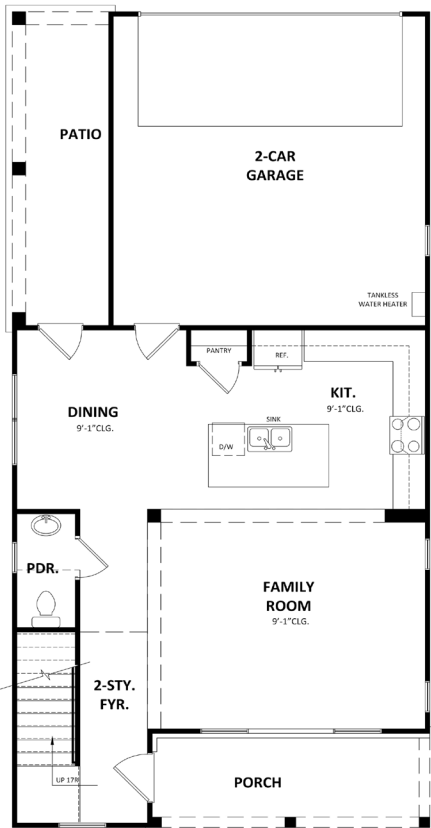 PATIO
2-CAR
GARAGE
TANKLESS
WATER HEATER
PANTRY
REF.
KIT.
9'-1"CLG.
DINING
9'-1"CLG.
SINK
D/W
PDR.
FAMILY
ROOM
9'-1"CLG.
2-STY.
FYR.
UP 17R
PORCH